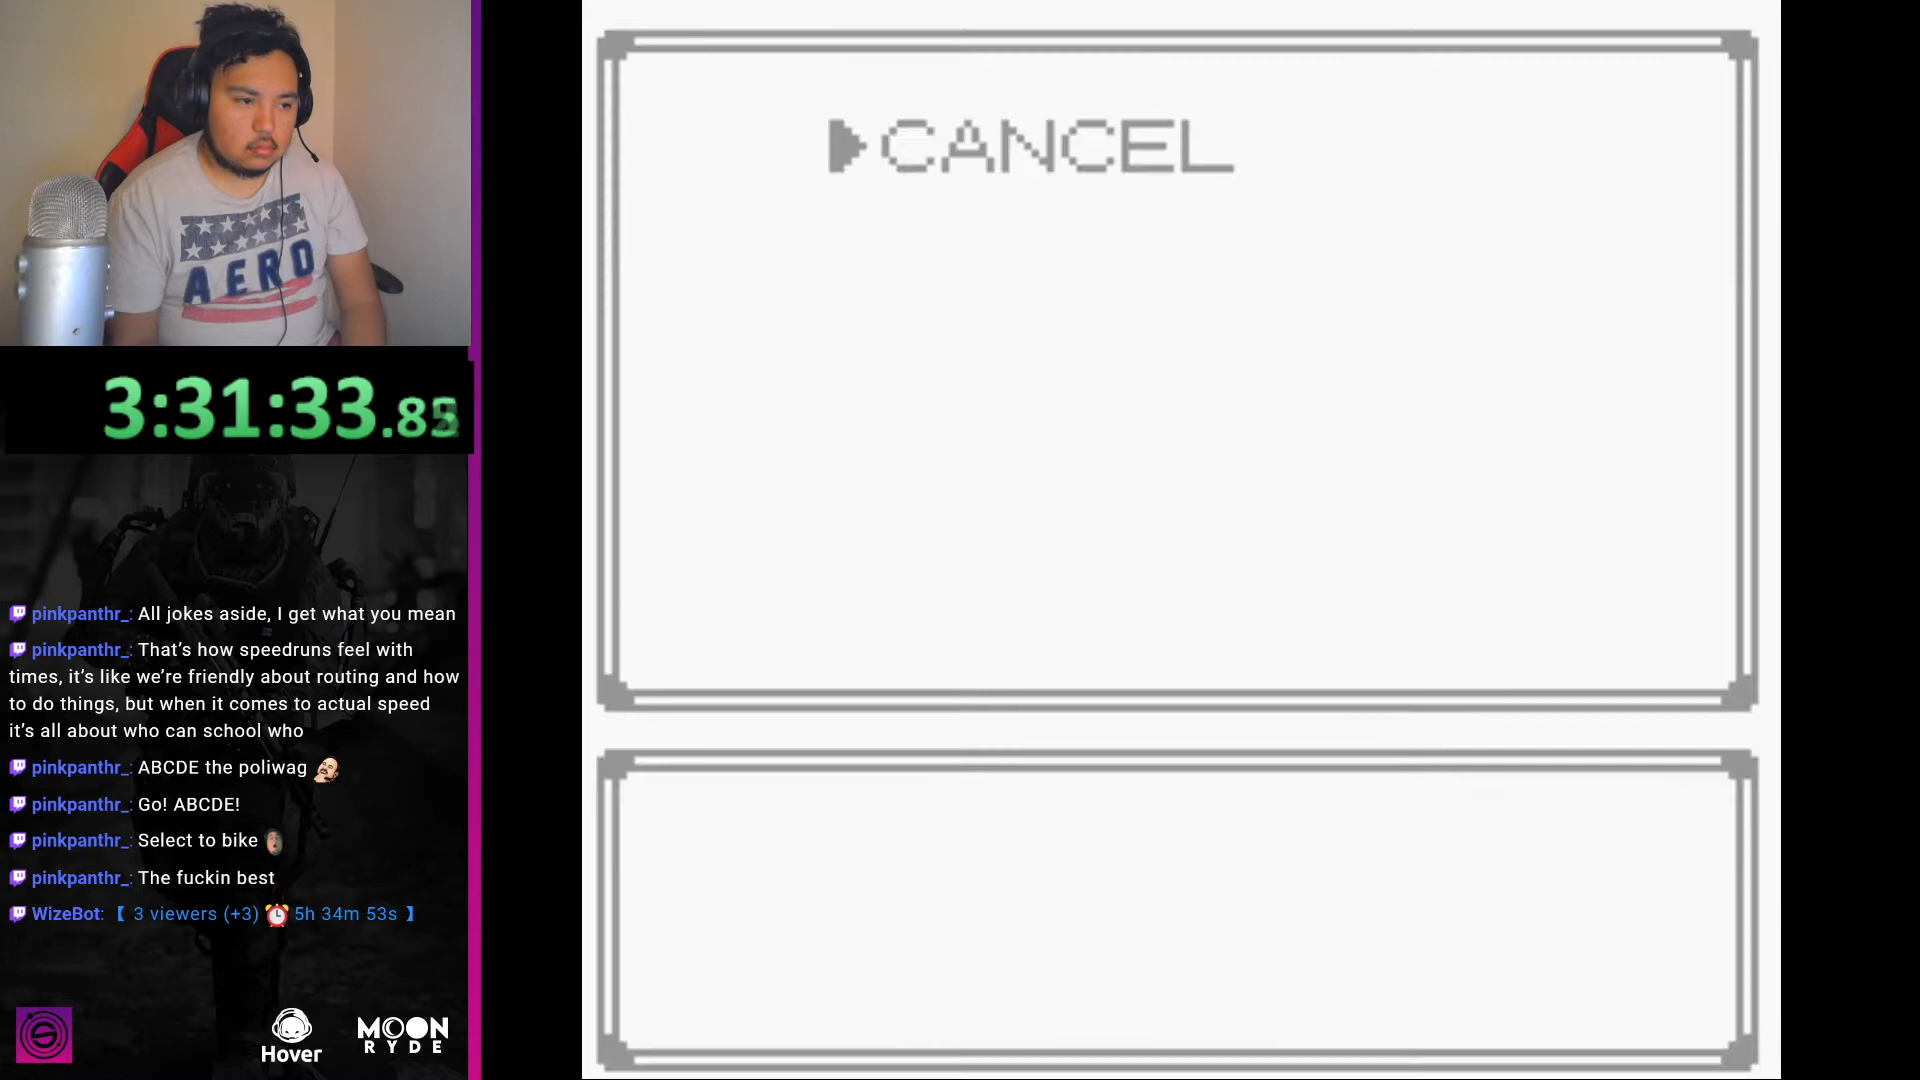 AERO
3:31:33.85
▶CANCEL
pinkpanthr_: All jokes aside, I get what you mean
pinkpanthr_: That's how speedruns feel with
times, it's like we're friendly about routing and how
to do things, but when it comes to actual speed
it's all about who can school who
pinkpanthr_: ABCDE the poliwag
pinkpanthr_: Go! ABCDE!
pinkpanthr_: Select to bike
pinkpanthr_: The fuckin best
WizeBot: 【 3 viewers (+3) ⏰ 5h 34m 53s 】
Hover
MOON
RYDE